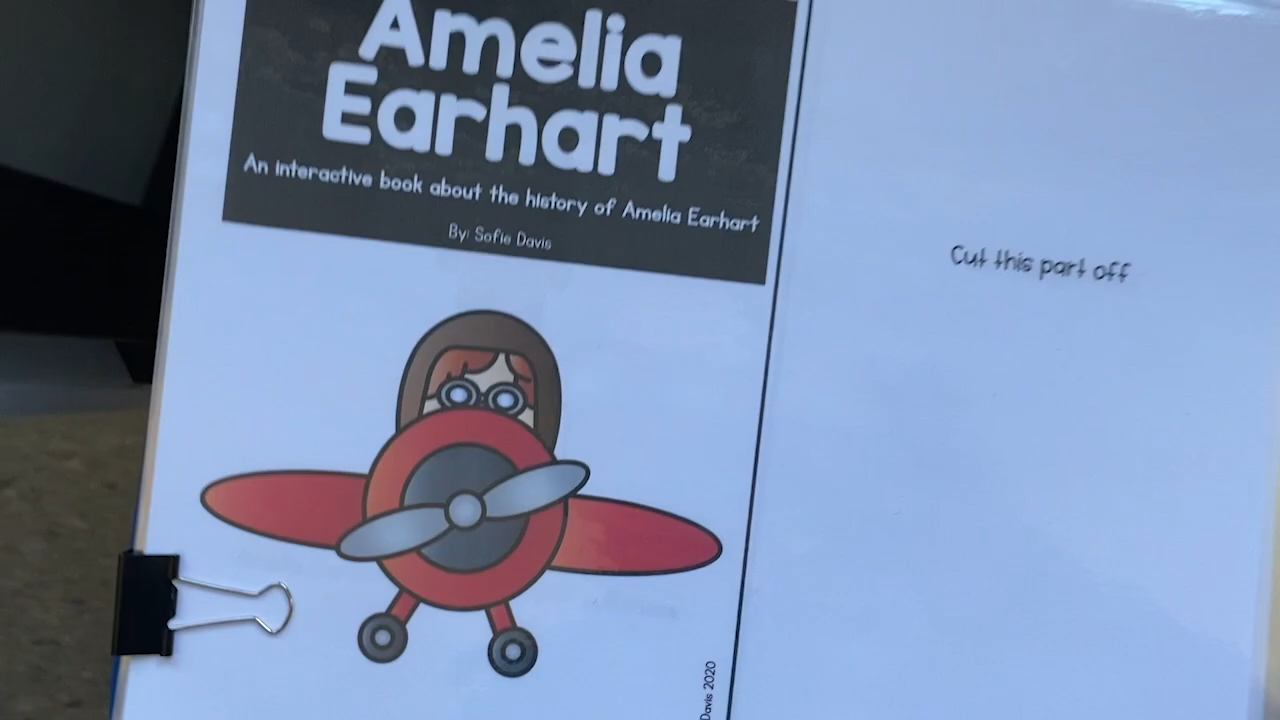 Amelia
Earhart
An interactive book about the history of Amelia Earhart
By: Sofie Davis
Cut this part off
Davis 2020